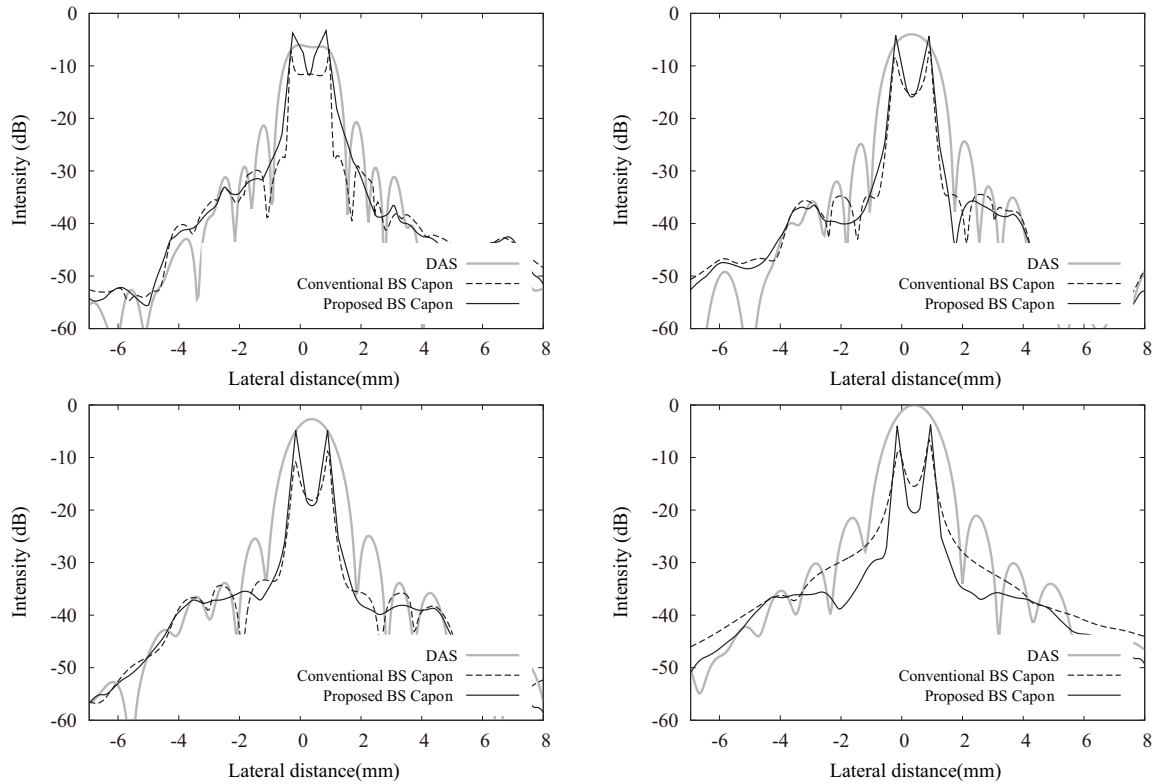 0
-10
-20
-30
-40
-50
-60
Intensity (dB)
DAS
Conventional BS Capon
Proposed BS Capon
-6 -4 -2 0 2 4 6 8
Lateral distance(mm)
0
-10
-20
-30
-40
-50
-60
Intensity (dB)
DAS
Conventional BS Capon
Proposed BS Capon
-6 -4 -2 0 2 4 6 8
Lateral distance(mm)
0
-10
-20
-30
-40
-50
-60
Intensity (dB)
DAS
Conventional BS Capon
Proposed BS Capon
-6 -4 -2 0 2 4 6 8
Lateral distance(mm)
0
-10
-20
-30
-40
-50
-60
Intensity (dB)
DAS
Conventional BS Capon
Proposed BS Capon
-6 -4 -2 0 2 4 6 8
Lateral distance(mm)